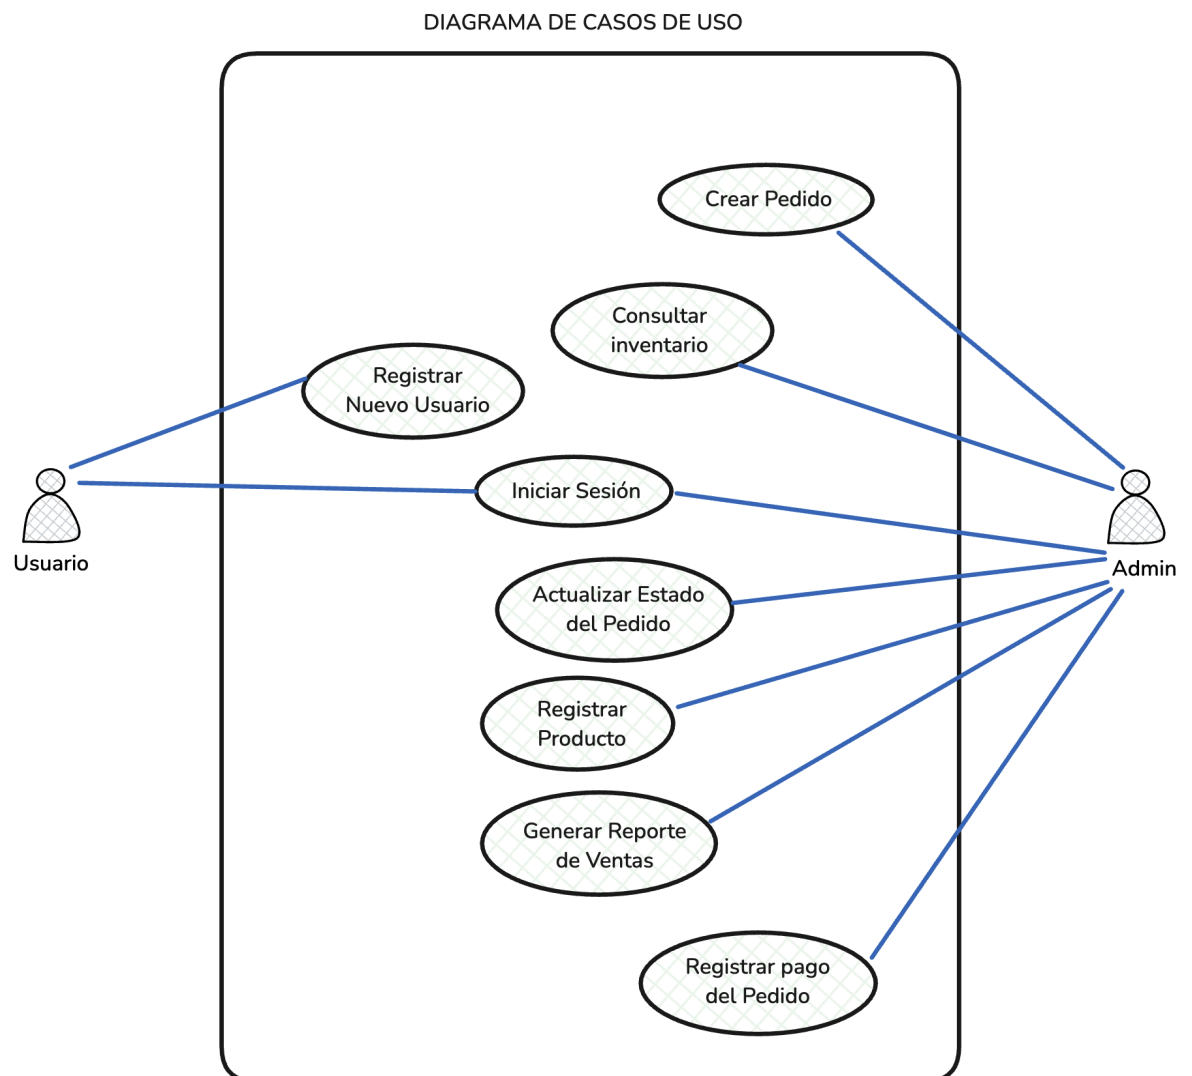 DIAGRAMA DE CASOS DE USO
Crear Pedido
Consultar
inventario
Registrar
Nuevo Usuario
Iniciar Sesión
Usuario
Admin
Actualizar Estado
del Pedido
Registrar
Producto
Generar Reporte
de Ventas
Registrar pago
del Pedido